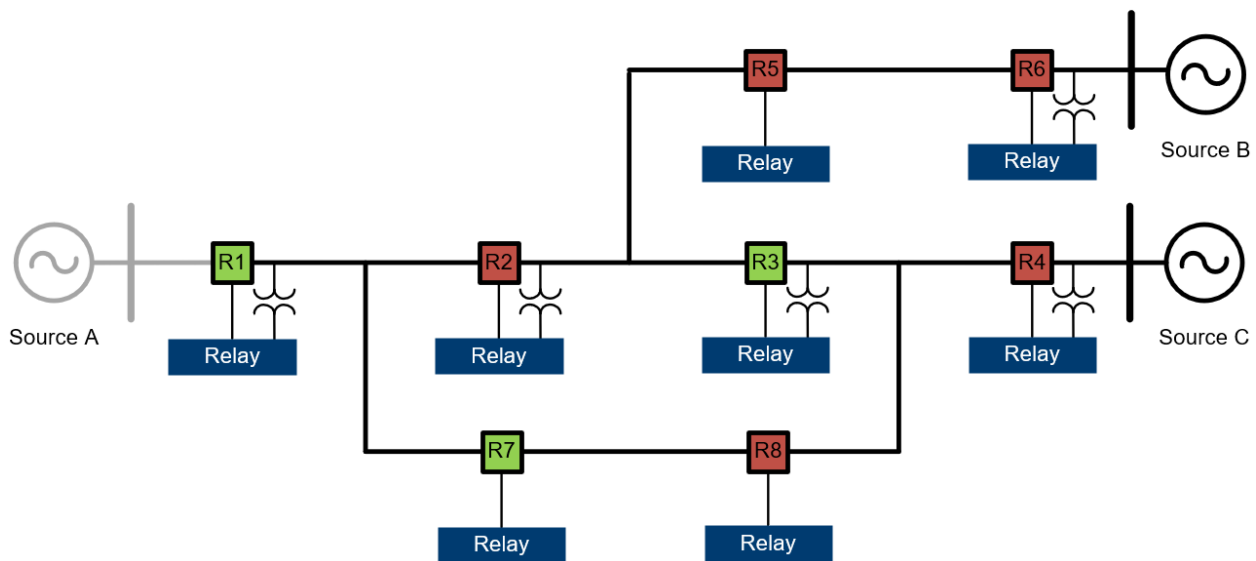 R5
R6
Relay
Relay
Source B
R1
R2
R3
R4
Source A
Relay
Relay
Relay
Relay
Source C
R7
R8
Relay
Relay